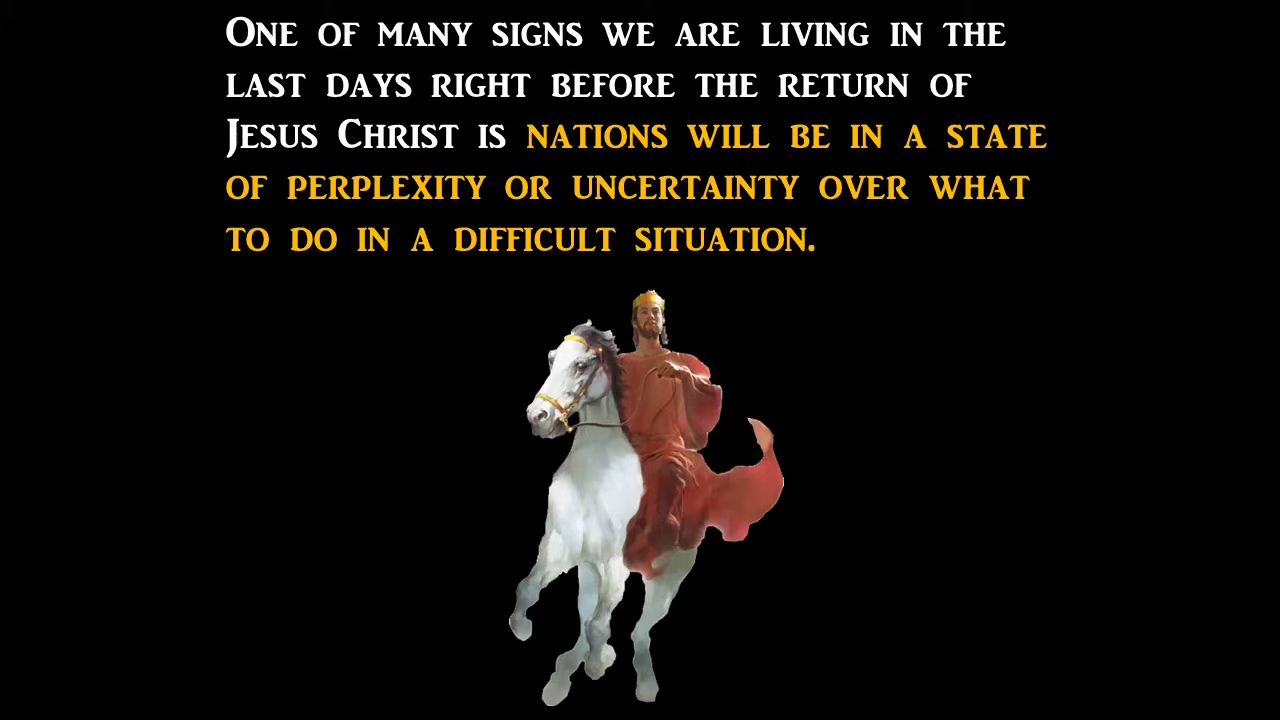 One of many signs we are living in the
last days right before the return of
Jesus Christ is nations will be in a state
of perplexity or uncertainty over what
to do in a difficult situation.